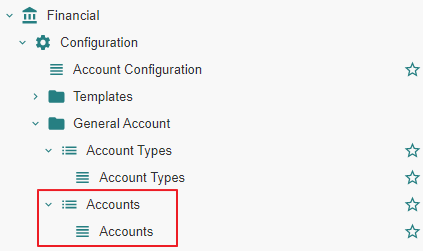 Financial
Configuration
Account Configuration
Templates
General Account
Account Types
Account Types
Accounts
Accounts